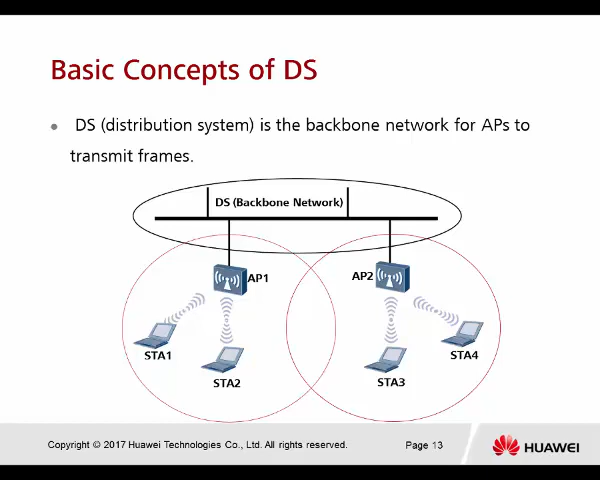 Basic Concepts of DS
● DS (distribution system) is the backbone network for APs to
transmit frames.
DS (Backbone Network)
AP1
AP2
STA1
STA2
STA3
STA4
Copyright © 2017 Huawei Technologies Co., Ltd. All rights reserved.
Page 13
HUAWEI